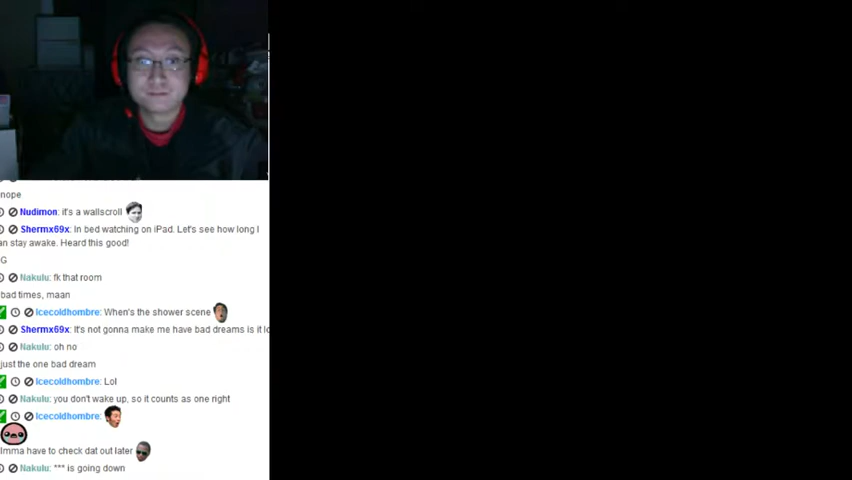 nope
Nudimon: it's a wallscroll
Shermx69x: In bed watching on iPad. Let's see how long I
an stay awake. Heard this good!
G
Nakulu: fk that room
bad times, maan
Icecoldhombre: When's the shower scene
Shermx69x: It's not gonna make me have bad dreams is it lo
Nakulu: oh no
just the one bad dream
Icecoldhombre: Lol
Nakulu: you don't wake up, so it counts as one right
Icecoldhombre:
Imma have to check dat out later
Nakulu: *** is going down